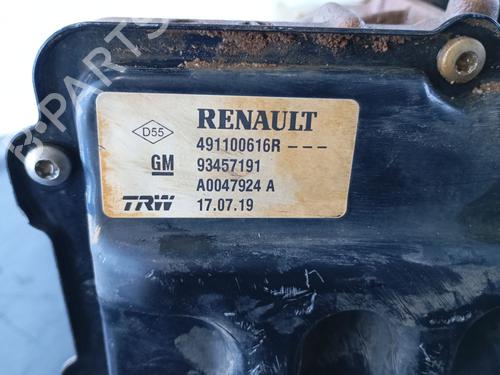 RENAULT
D55
491100616R - - -
GM 93457191
A0047924 A
TRW 17.07.19
B-PARTS